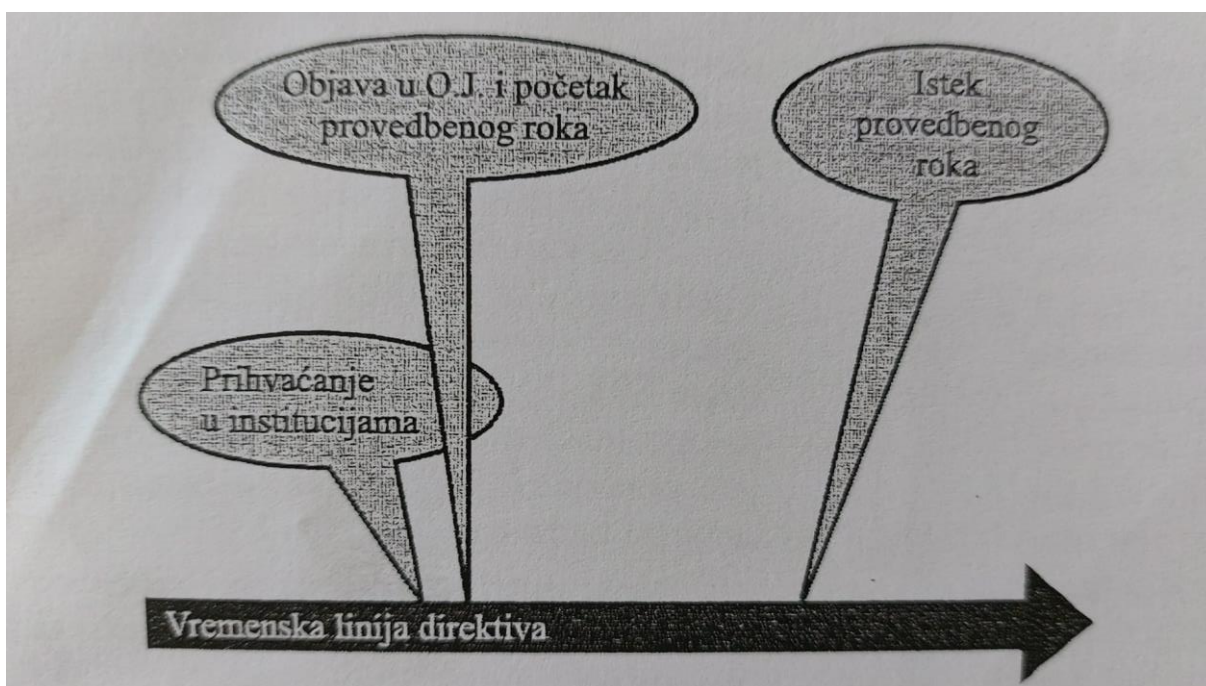 Objava u O.J. i početak
provedbenog roka
Istek
provedbenog
roka
Prihvaćanje
u institucijama
Vremenska linija direktiva